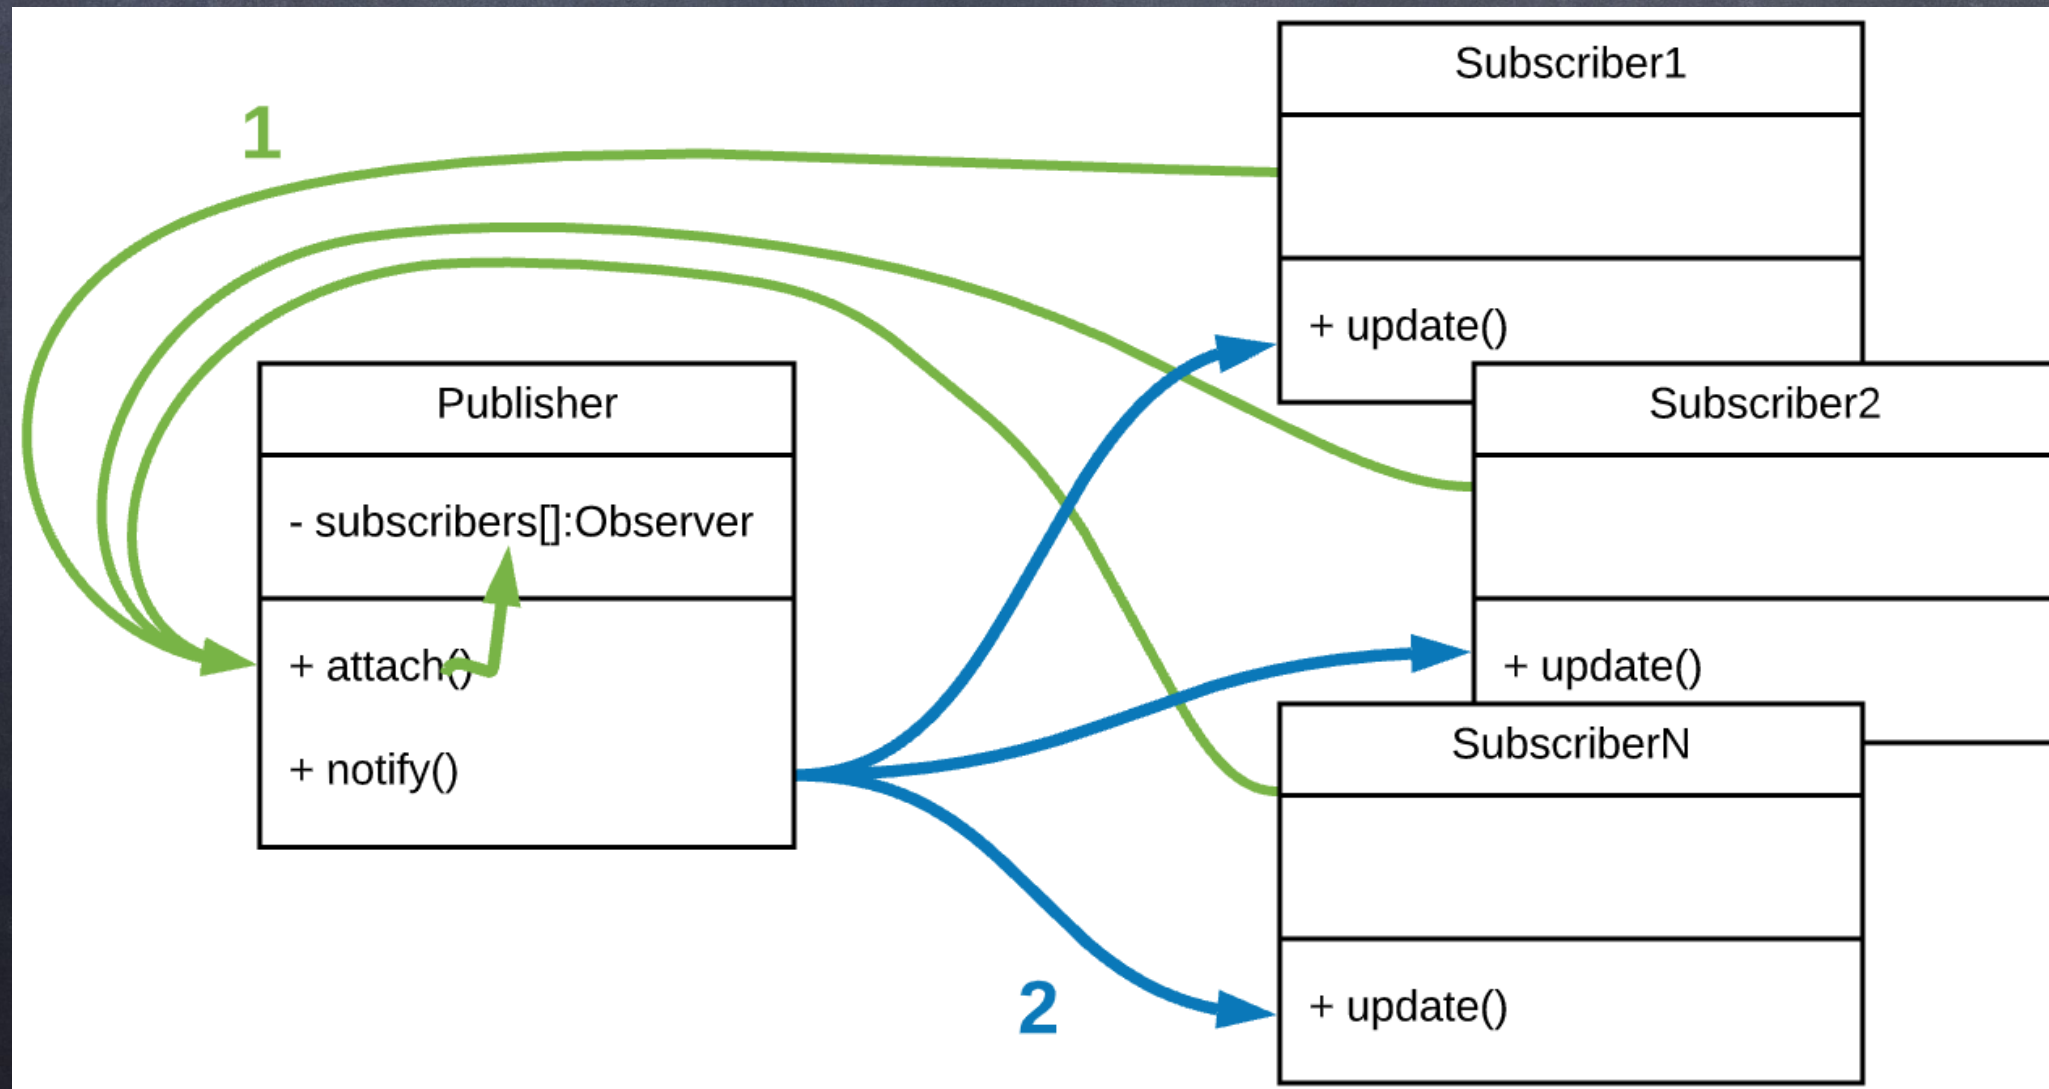 1
Subscriber1
+ update()
Publisher
- subscribers[]:Observer
+ attach()
+ notify()
Subscriber2
+ update()
SubscriberN
+ update()
2